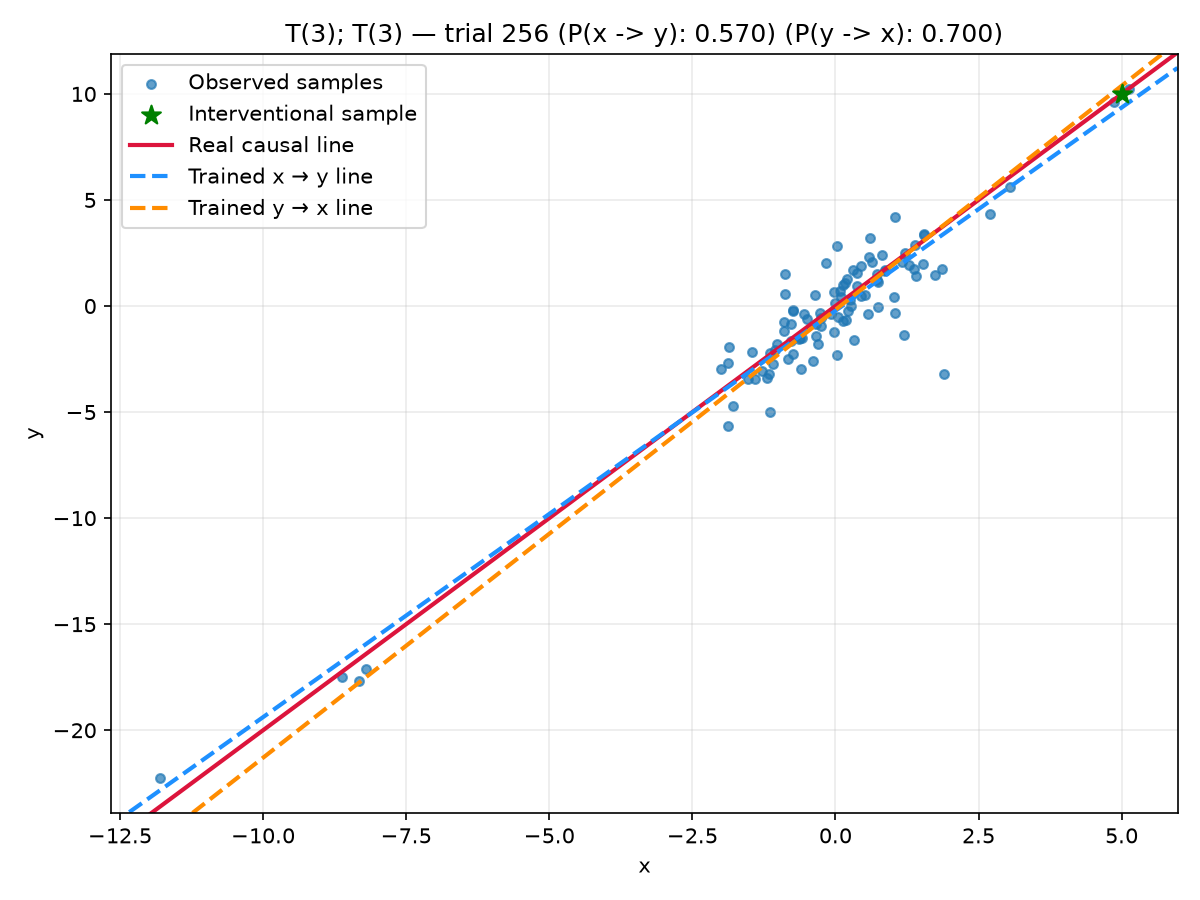 T(3); T(3) — trial 256 (P(x -> y): 0.570) (P(y -> x): 0.700)
Observed samples
Interventional sample
Real causal line
Trained x → y line
Trained y → x line
10
5
0
−5
−10
−15
−20
y
−12.5
−10.0
−7.5
−5.0
−2.5
0.0
2.5
5.0
x